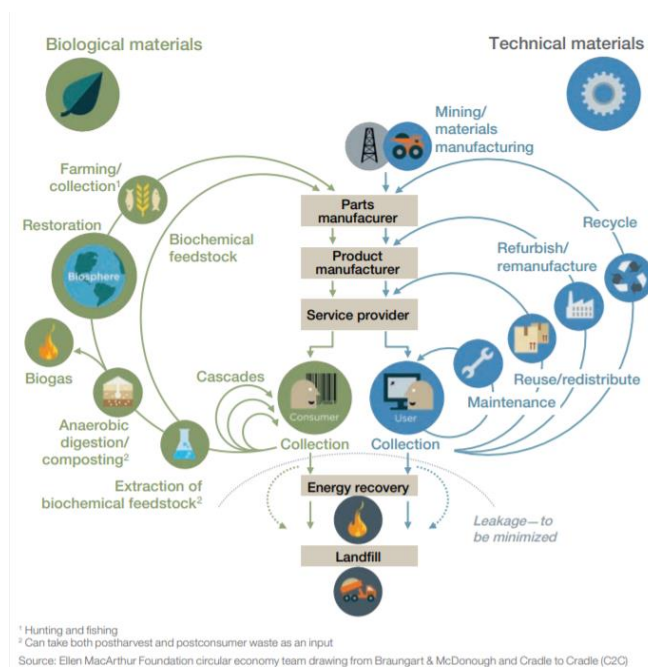 Biological materials
Technical materials
Mining/
materials
manufacturing
Farming/
collection¹
Parts
manufacurer
Restoration
Biochemical
feedstock
Recycle
Refurbish/
remanufacture
Product
manufacturer
Biosphere
Service provider
Biogas
Cascades
Consumer
User
Reuse/redistribute
Maintenance
Anaerobic
digestion/
composting²
Collection
Collection
Extraction of
biochemical feedstock²
Energy recovery
Leakage—to
be minimized
Landfill
¹ Hunting and fishing
² Can take both postharvest and postconsumer waste as an input
Source: Ellen MacArthur Foundation circular economy team drawing from Braungart & McDonough and Cradle to Cradle (C2C)